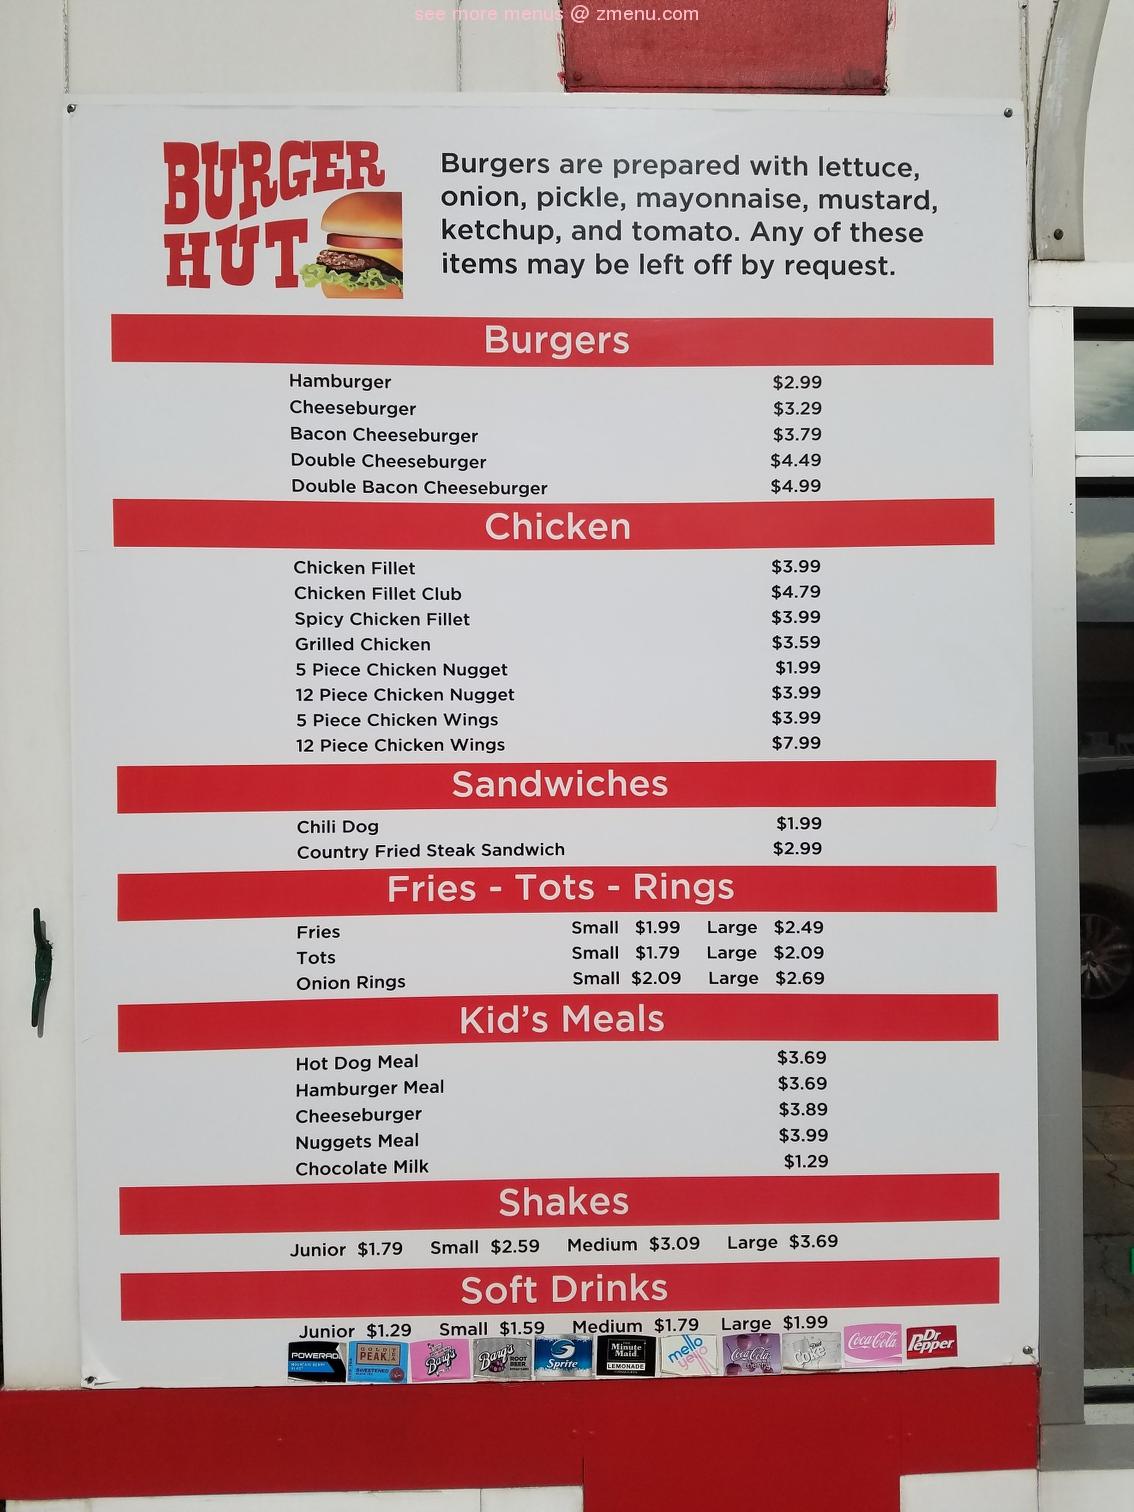 see more menus @ zmenu.com
BURGER
HUT
Burgers are prepared with lettuce,
onion, pickle, mayonnaise, mustard,
ketchup, and tomato. Any of these
items may be left off by request.
Burgers
Hamburger $2.99
Cheeseburger $3.29
Bacon Cheeseburger $3.79
Double Cheeseburger $4.49
Double Bacon Cheeseburger $4.99
Chicken
Chicken Fillet $3.99
Chicken Fillet Club $4.79
Spicy Chicken Fillet $3.99
Grilled Chicken $3.59
5 Piece Chicken Nugget $1.99
12 Piece Chicken Nugget $3.99
5 Piece Chicken Wings $3.99
12 Piece Chicken Wings $7.99
Sandwiches
Chili Dog $1.99
Country Fried Steak Sandwich $2.99
Fries - Tots - Rings
Fries Small $1.99 Large $2.49
Tots Small $1.79 Large $2.09
Onion Rings Small $2.09 Large $2.69
Kid's Meals
Hot Dog Meal $3.69
Hamburger Meal $3.69
Cheeseburger $3.89
Nuggets Meal $3.99
Chocolate Milk $1.29
Shakes
Junior $1.79 Small $2.59 Medium $3.09 Large $3.69
Soft Drinks
Junior $1.29 Small $1.59 Medium $1.79 Large $1.99
POWERAD
GOLD PEAK
Barq's
Barq's ROOT BEER
Sprite
Minute Maid LEMONADE
mello yello
Coca-Cola
Coke
Coca-Cola
Dr Pepper